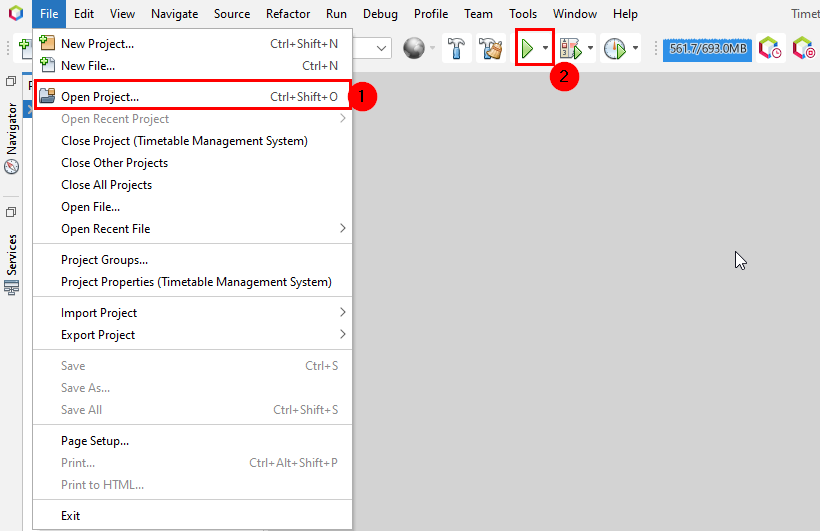 File Edit View Navigate Source Refactor Run Debug Profile Team Tools Window Help Timet
New Project... Ctrl+Shift+N
561.7/693.0MB
New File... Ctrl+N
2
Open Project... Ctrl+Shift+O 1
Open Recent Project
Close Project (Timetable Management System)
Close Other Projects
Close All Projects
Open File...
Open Recent File
Project Groups...
Project Properties (Timetable Management System)
Import Project
Export Project
Save Ctrl+S
Save As...
Save All Ctrl+Shift+S
Page Setup...
Print... Ctrl+Alt+Shift+P
Print to HTML...
Exit
Navigator
Services